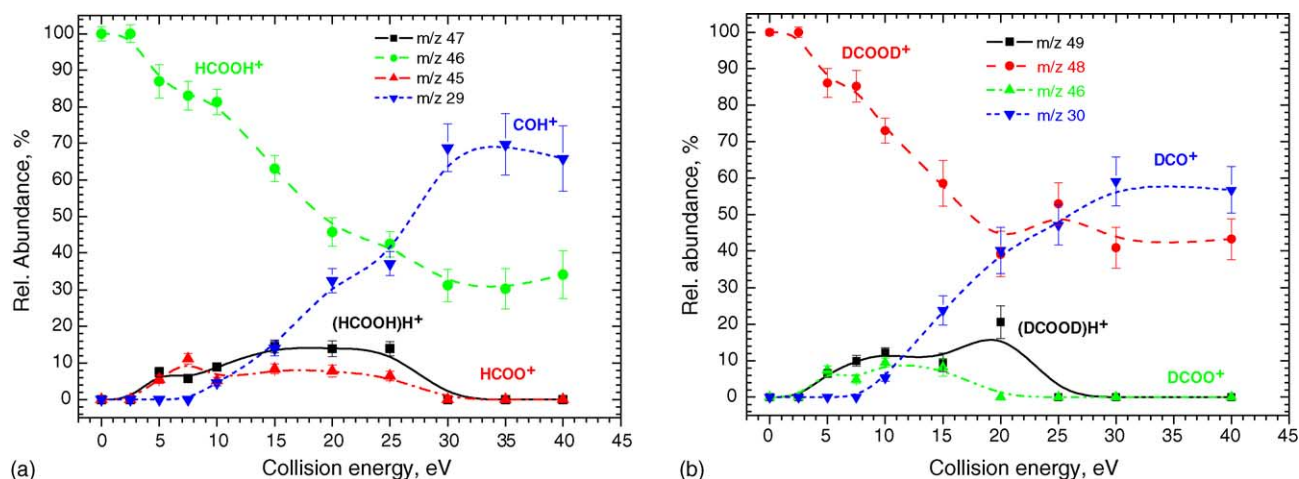 m/z 47
m/z 46
m/z 45
m/z 29
HCOOH⁺
COH⁺
(HCOOH)H⁺
HCOO⁺
Rel. Abundance, %
100
90
80
70
60
50
40
30
20
10
0
0 5 10 15 20 25 30 35 40 45
Collision energy, eV
(a)
m/z 49
m/z 48
m/z 46
m/z 30
DCOOD⁺
DCO⁺
(DCOOD)H⁺
DCOO⁺
Rel. abundance, %
100
90
80
70
60
50
40
30
20
10
0
0 5 10 15 20 25 30 35 40 45
Collision energy, eV
(b)